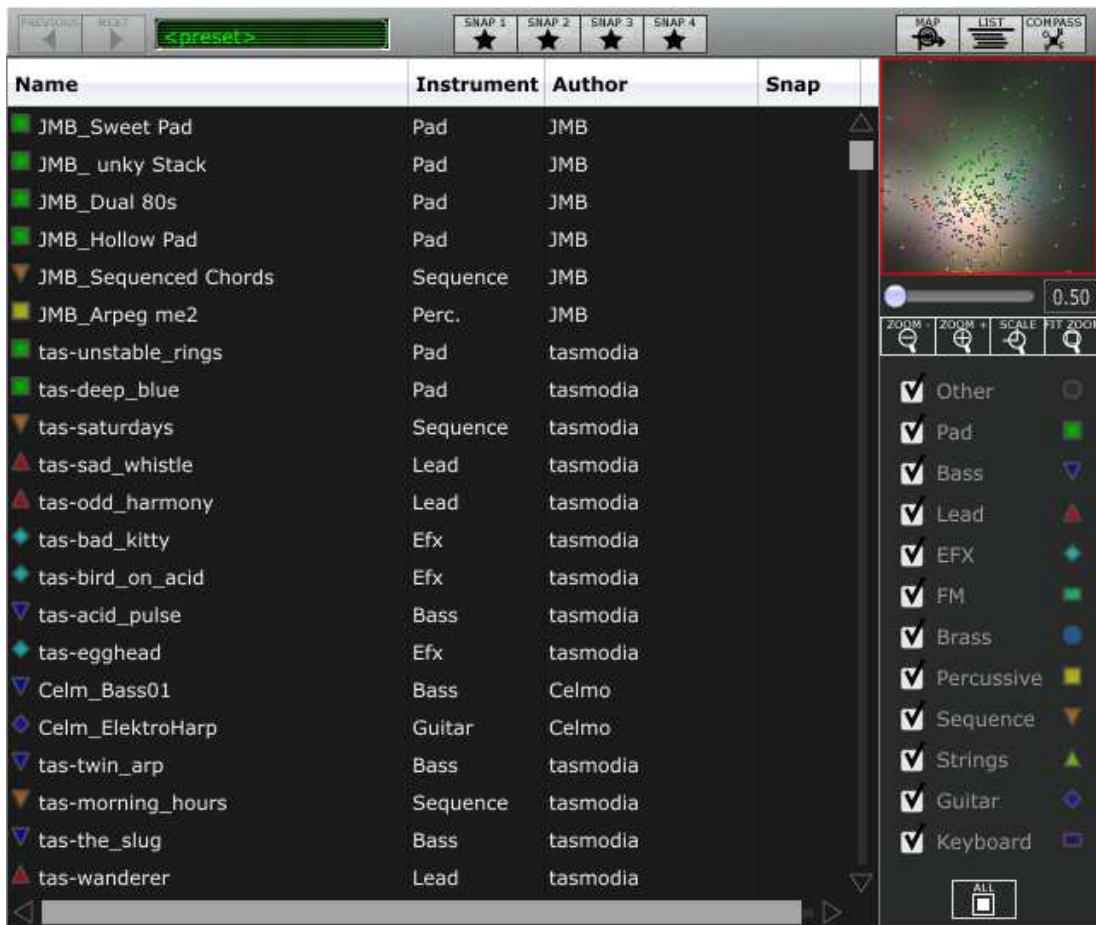 PREVIOUS NEXT <preset> SNAP 1 SNAP 2 SNAP 3 SNAP 4 MAP LIST COMPASS
Name Instrument Author Snap
JMB_Sweet Pad Pad JMB
JMB_ unky Stack Pad JMB
JMB_Dual 80s Pad JMB
JMB_Hollow Pad Pad JMB
JMB_Sequenced Chords Sequence JMB
JMB_Arpeg me2 Perc. JMB
tas-unstable_rings Pad tasmodia
tas-deep_blue Pad tasmodia
tas-saturdays Sequence tasmodia
tas-sad_whistle Lead tasmodia
tas-odd_harmony Lead tasmodia
tas-bad_kitty Efx tasmodia
tas-bird_on_acid Efx tasmodia
tas-acid_pulse Bass tasmodia
tas-egghead Efx tasmodia
Celm_Bass01 Bass Celmo
Celm_ElektroHarp Guitar Celmo
tas-twin_arp Bass tasmodia
tas-morning_hours Sequence tasmodia
tas-the_slug Bass tasmodia
tas-wanderer Lead tasmodia
0.50
ZOOM - ZOOM + SCALE FIT ZOOM
Other
Pad
Bass
Lead
EFX
FM
Brass
Percussive
Sequence
Strings
Guitar
Keyboard
ALL